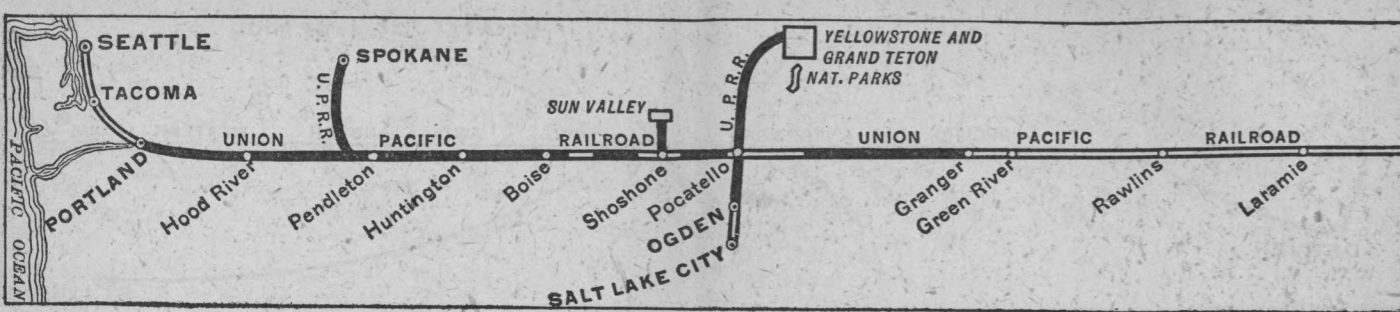 SEATTLE
TACOMA
SPOKANE
U.P.R.R.
UNION PACIFIC RAILROAD
SUN VALLEY
U. P. R. R.
YELLOWSTONE AND
GRAND TETON
NAT. PARKS
UNION PACIFIC RAILROAD
PACIFIC OCEAN
PORTLAND
Hood River
Pendleton
Huntington
Boise
Shoshone
Pocatello
OGDEN
SALT LAKE CITY
Granger
Green River
Rawlins
Laramie